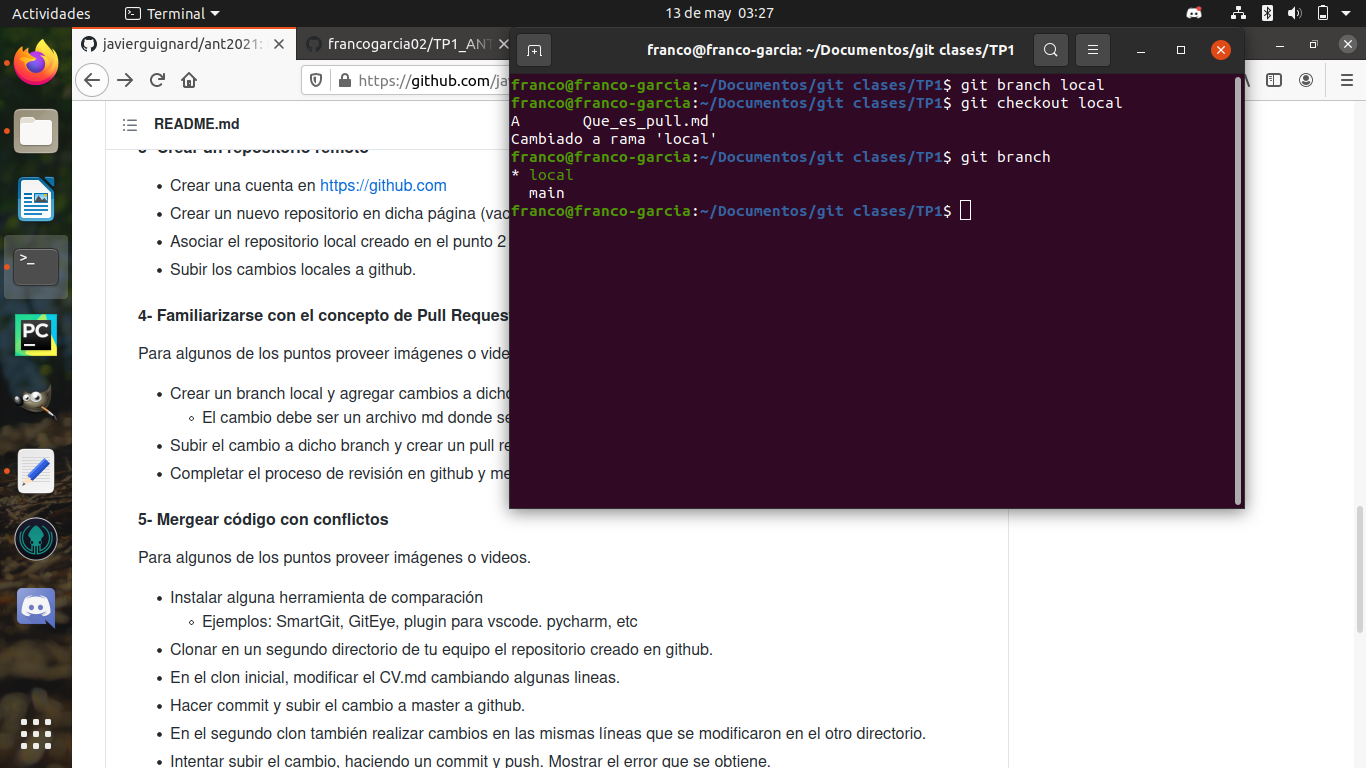 Actividades
Terminal
13 de may 03:27
javierguignard/ant2021:
francogarcia02/TP1_ANT
https://github.com/ja
franco@franco-garcia: ~/Documentos/git clases/TP1
franco@franco-garcia:~/Documentos/git clases/TP1$ git branch local
franco@franco-garcia:~/Documentos/git clases/TP1$ git checkout local
A Que_es_pull.md
Cambiado a rama 'local'
franco@franco-garcia:~/Documentos/git clases/TP1$ git branch
* local
main
franco@franco-garcia:~/Documentos/git clases/TP1$
README.md
3- Crear un repositorio remoto
• Crear una cuenta en https://github.com
• Crear un nuevo repositorio en dicha página (vac
• Asociar el repositorio local creado en el punto 2
• Subir los cambios locales a github.
4- Familiarizarse con el concepto de Pull Reques
Para algunos de los puntos proveer imágenes o vide
• Crear un branch local y agregar cambios a dicho
◦ El cambio debe ser un archivo md donde se
• Subir el cambio a dicho branch y crear un pull re
• Completar el proceso de revisión en github y me
5- Mergear código con conflictos
Para algunos de los puntos proveer imágenes o videos.
• Instalar alguna herramienta de comparación
◦ Ejemplos: SmartGit, GitEye, plugin para vscode. pycharm, etc
• Clonar en un segundo directorio de tu equipo el repositorio creado en github.
• En el clon inicial, modificar el CV.md cambiando algunas lineas.
• Hacer commit y subir el cambio a master a github.
• En el segundo clon también realizar cambios en las mismas líneas que se modificaron en el otro directorio.
• Intentar subir el cambio, haciendo un commit y push. Mostrar el error que se obtiene.
>_
PC